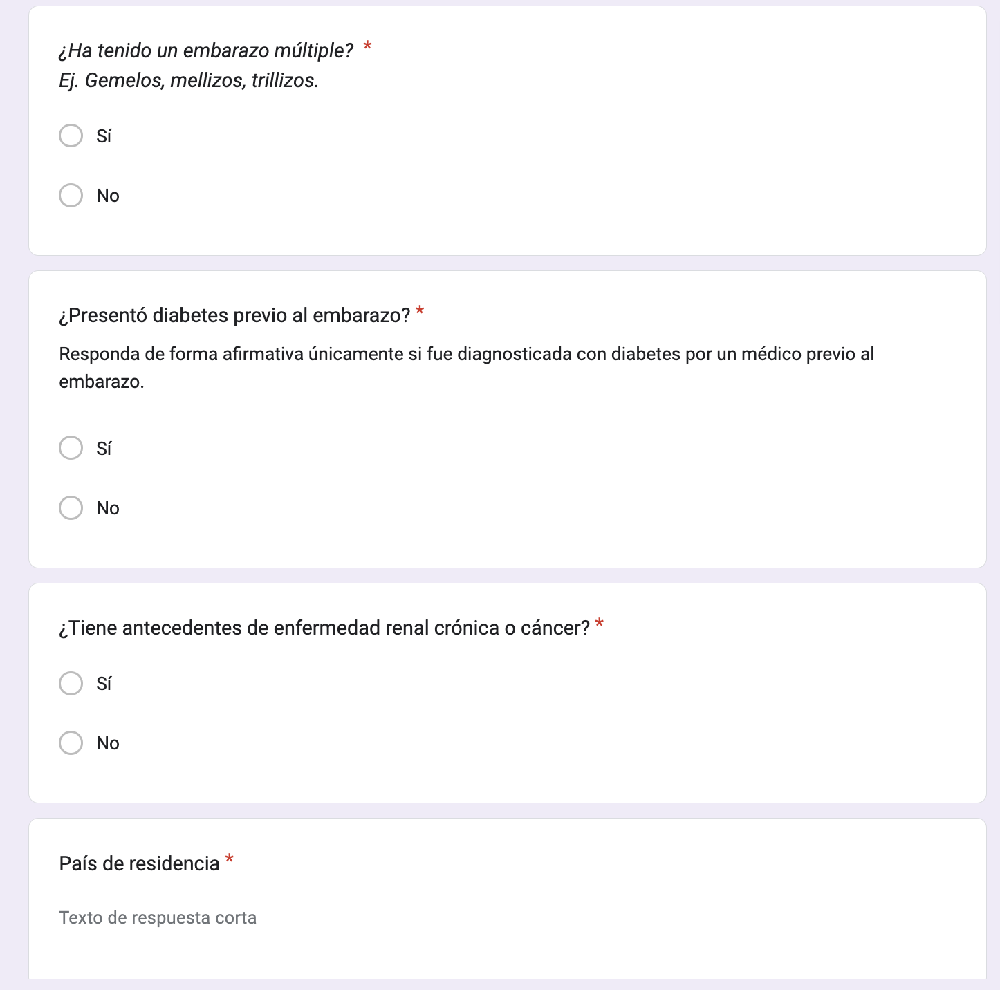 ¿Ha tenido un embarazo múltiple? *
Ej. Gemelos, mellizos, trillizos.
Sí
No
¿Presentó diabetes previo al embarazo? *
Responda de forma afirmativa únicamente si fue diagnosticada con diabetes por un médico previo al
embarazo.
Sí
No
¿Tiene antecedentes de enfermedad renal crónica o cáncer? *
Sí
No
País de residencia *
Texto de respuesta corta